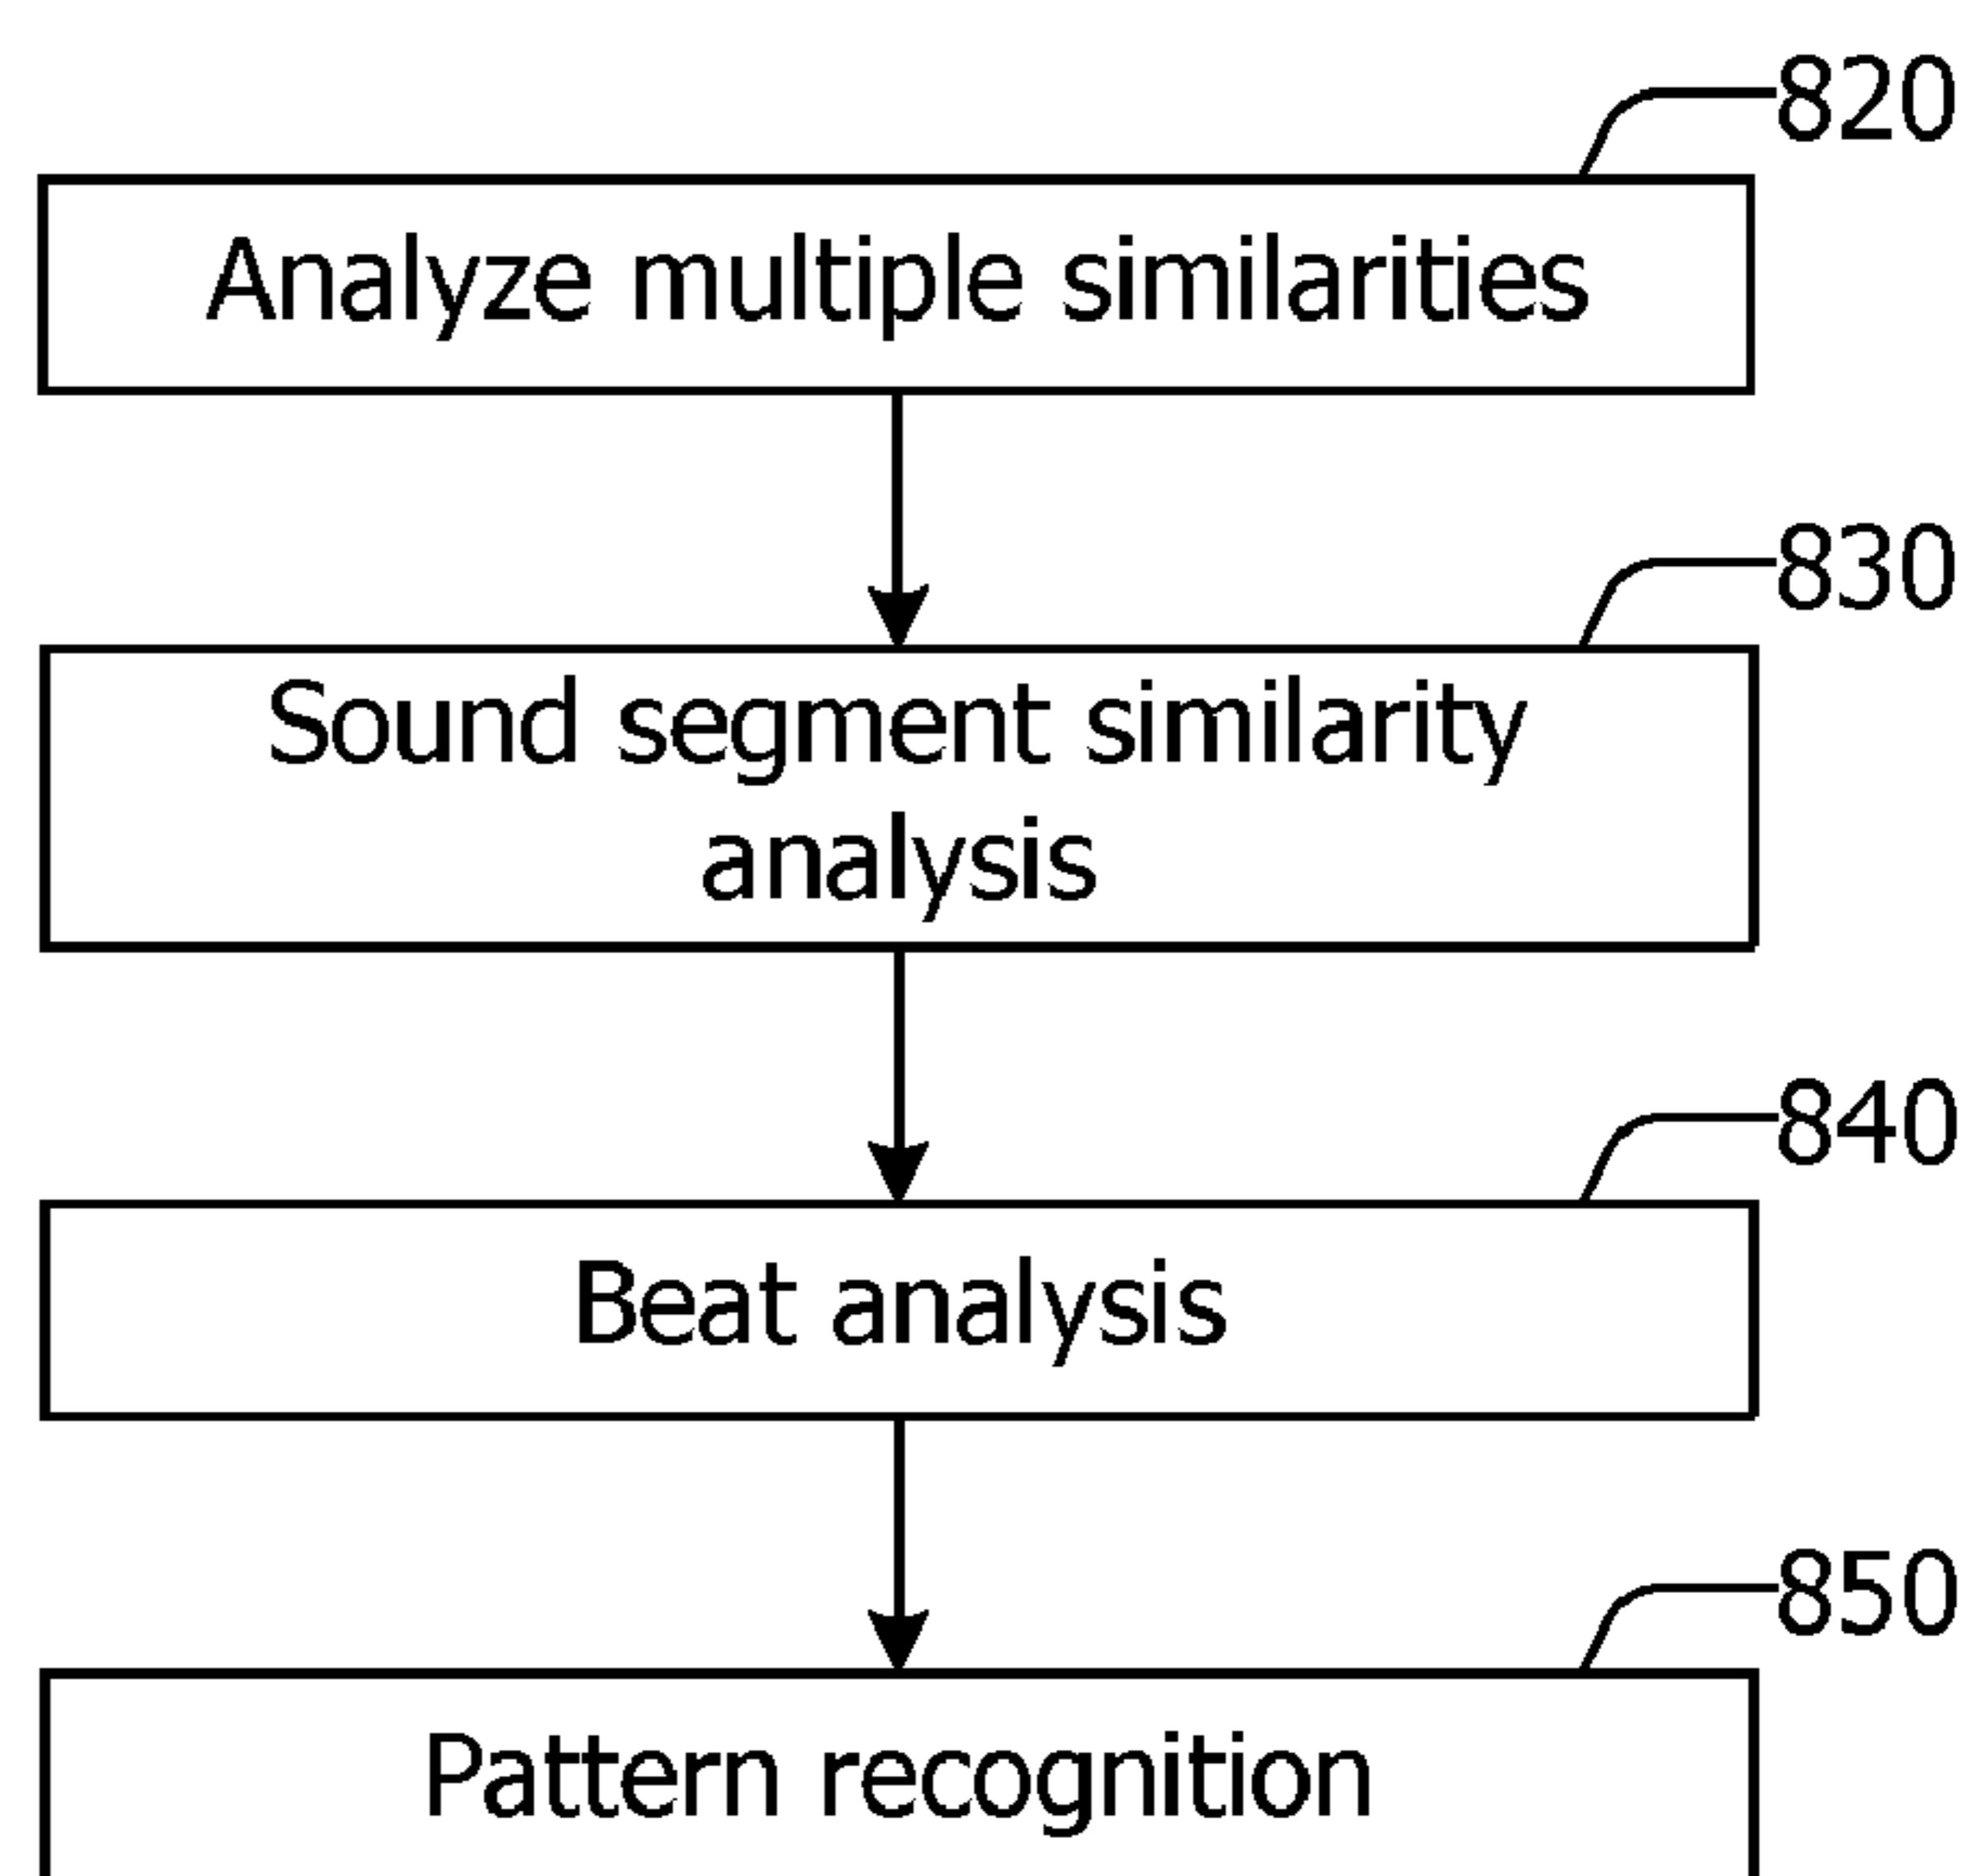 820
Analyze multiple similarities
830
Sound segment similarity
analysis
840
Beat analysis
850
Pattern recognition